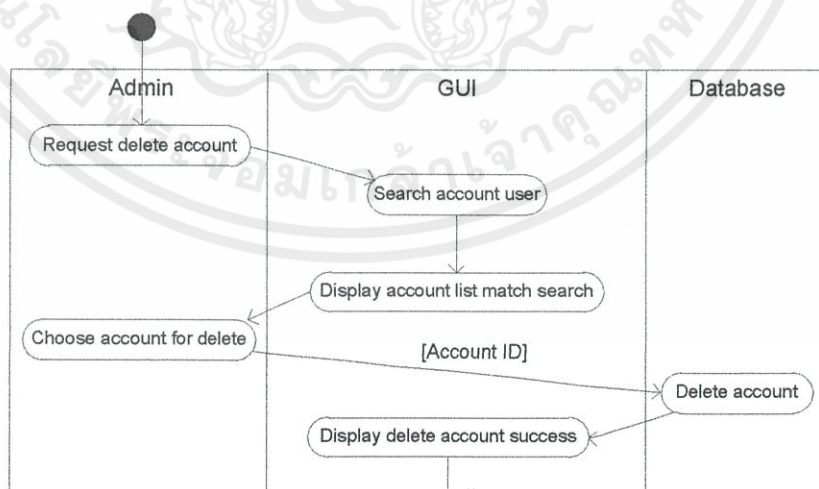 Admin
GUI
Database
Request delete account
Search account user
Display account list match search
Choose account for delete
[Account ID]
Delete account
Display delete account success